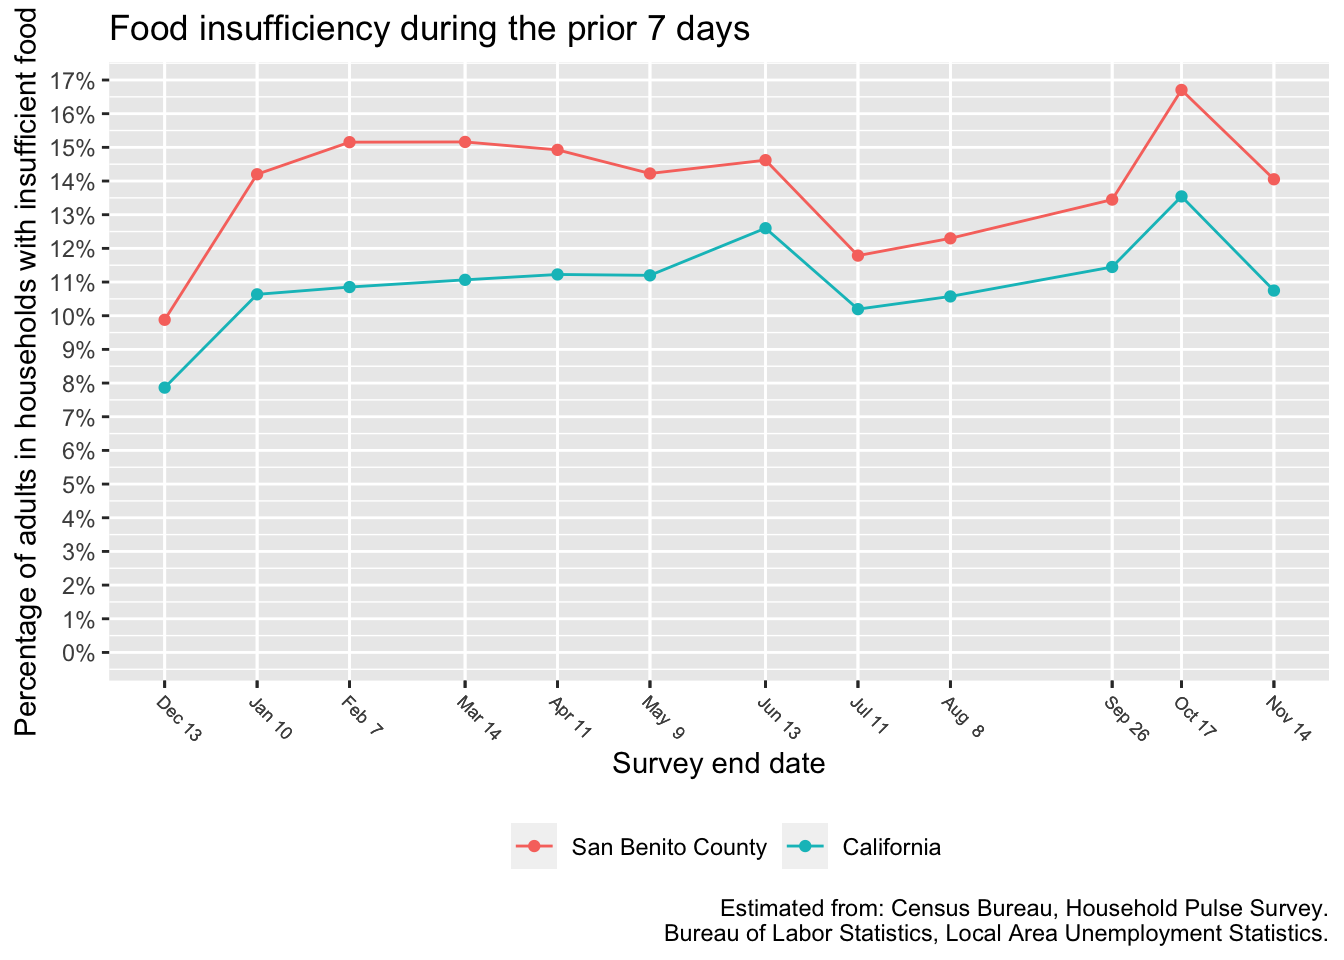 Food insufficiency during the prior 7 days
Percentage of adults in households with insufficient food
17%
16%
15%
14%
13%
12%
11%
10%
9%
8%
7%
6%
5%
4%
3%
2%
1%
0%
Dec 13
Jan 10
Feb 7
Mar 14
Apr 11
May 9
Jun 13
Jul 11
Aug 8
Sep 26
Oct 17
Nov 14
Survey end date
San Benito County
California
Estimated from: Census Bureau, Household Pulse Survey.
Bureau of Labor Statistics, Local Area Unemployment Statistics.